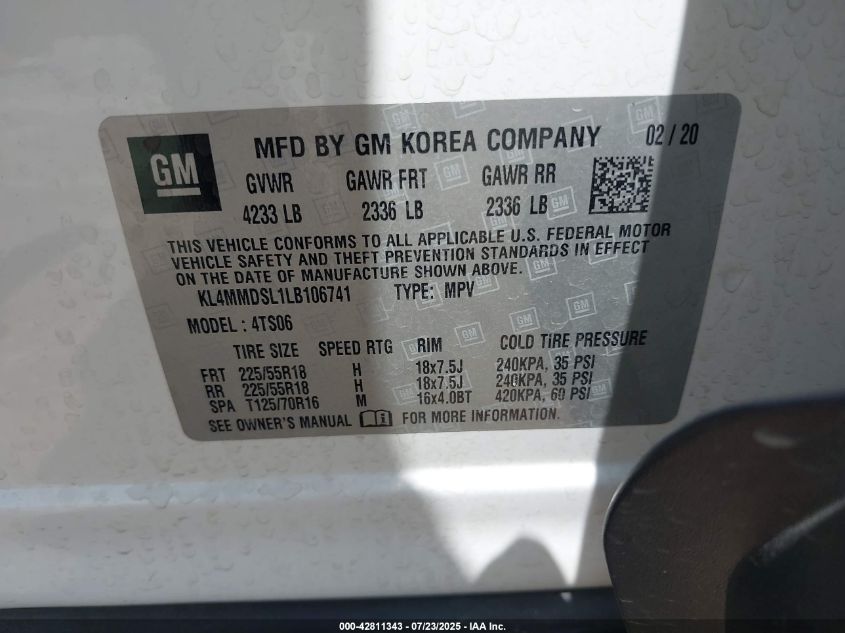 GM
MFD BY GM KOREA COMPANY 02 / 20
GVWR GAWR FRT GAWR RR
4233 LB 2336 LB 2336 LB
THIS VEHICLE CONFORMS TO ALL APPLICABLE U.S. FEDERAL MOTOR
VEHICLE SAFETY AND THEFT PREVENTION STANDARDS IN EFFECT
ON THE DATE OF MANUFACTURE SHOWN ABOVE.
KL4MMDSL1LB106741 TYPE: MPV
MODEL : 4TS06
TIRE SIZE SPEED RTG RIM COLD TIRE PRESSURE
FRT 225/55R18 H 18x7.5J 240KPA, 35 PSI
RR 225/55R18 H 18x7.5J 240KPA, 35 PSI
SPA T125/70R16 M 16x4.0BT 420KPA, 60 PSI
SEE OWNER'S MANUAL FOR MORE INFORMATION
000-42811343 - 07/23/2025 - IAA Inc.